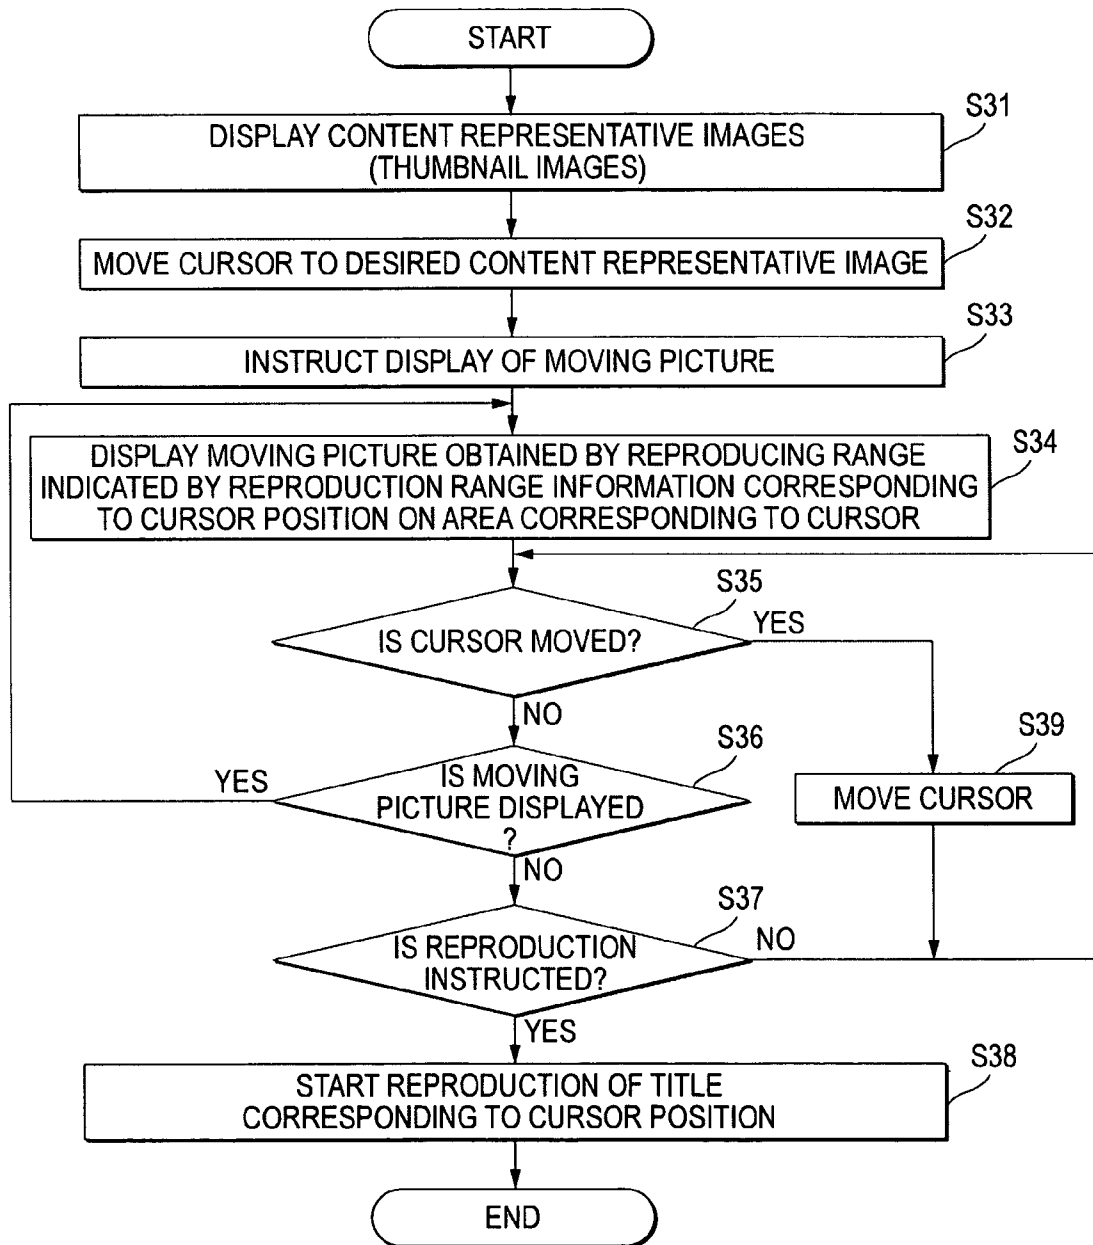 START
S31
DISPLAY CONTENT REPRESENTATIVE IMAGES
(THUMBNAIL IMAGES)
S32
MOVE CURSOR TO DESIRED CONTENT REPRESENTATIVE IMAGE
S33
INSTRUCT DISPLAY OF MOVING PICTURE
S34
DISPLAY MOVING PICTURE OBTAINED BY REPRODUCING RANGE
INDICATED BY REPRODUCTION RANGE INFORMATION CORRESPONDING
TO CURSOR POSITION ON AREA CORRESPONDING TO CURSOR
S35
IS CURSOR MOVED?
YES
NO
S36
IS MOVING
PICTURE DISPLAYED
?
YES
NO
S39
MOVE CURSOR
S37
IS REPRODUCTION
INSTRUCTED?
NO
YES
S38
START REPRODUCTION OF TITLE
CORRESPONDING TO CURSOR POSITION
END